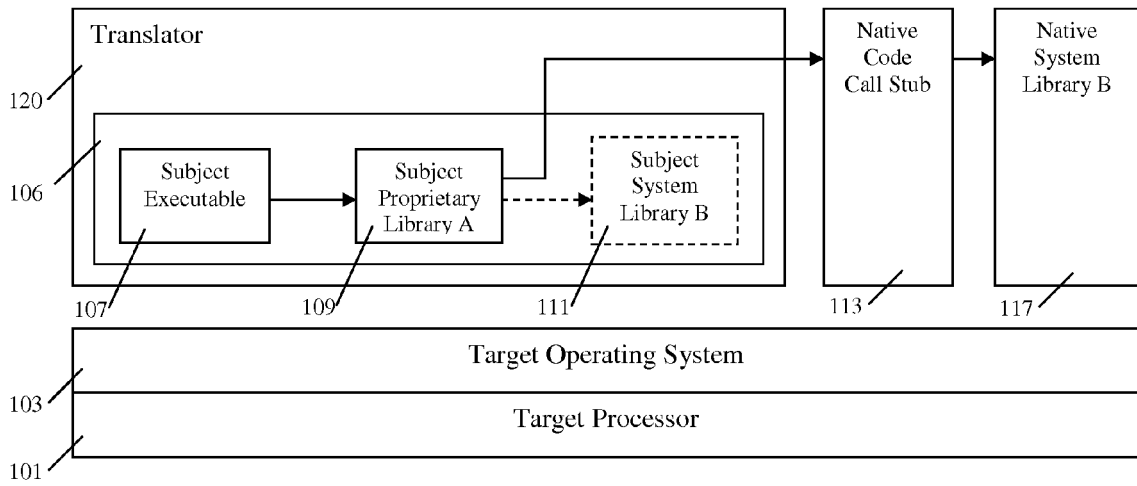 Translator
Native
Code
Call Stub
Native
System
Library B
120
106
Subject
Executable
Subject
Proprietary
Library A
Subject
System
Library B
107
109
111
113
117
Target Operating System
103
Target Processor
101